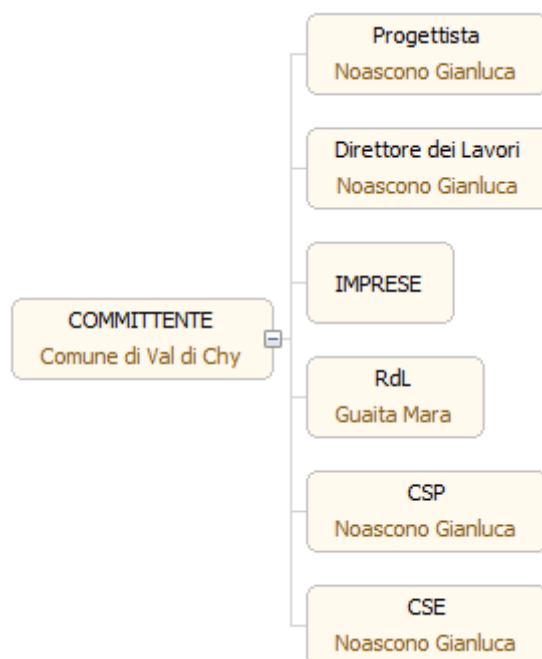 Progettista
Noascono Gianluca
Direttore dei Lavori
Noascono Gianluca
IMPRESE
COMMITTENTE
Comune di Val di Chy
RdL
Guaita Mara
CSP
Noascono Gianluca
CSE
Noascono Gianluca